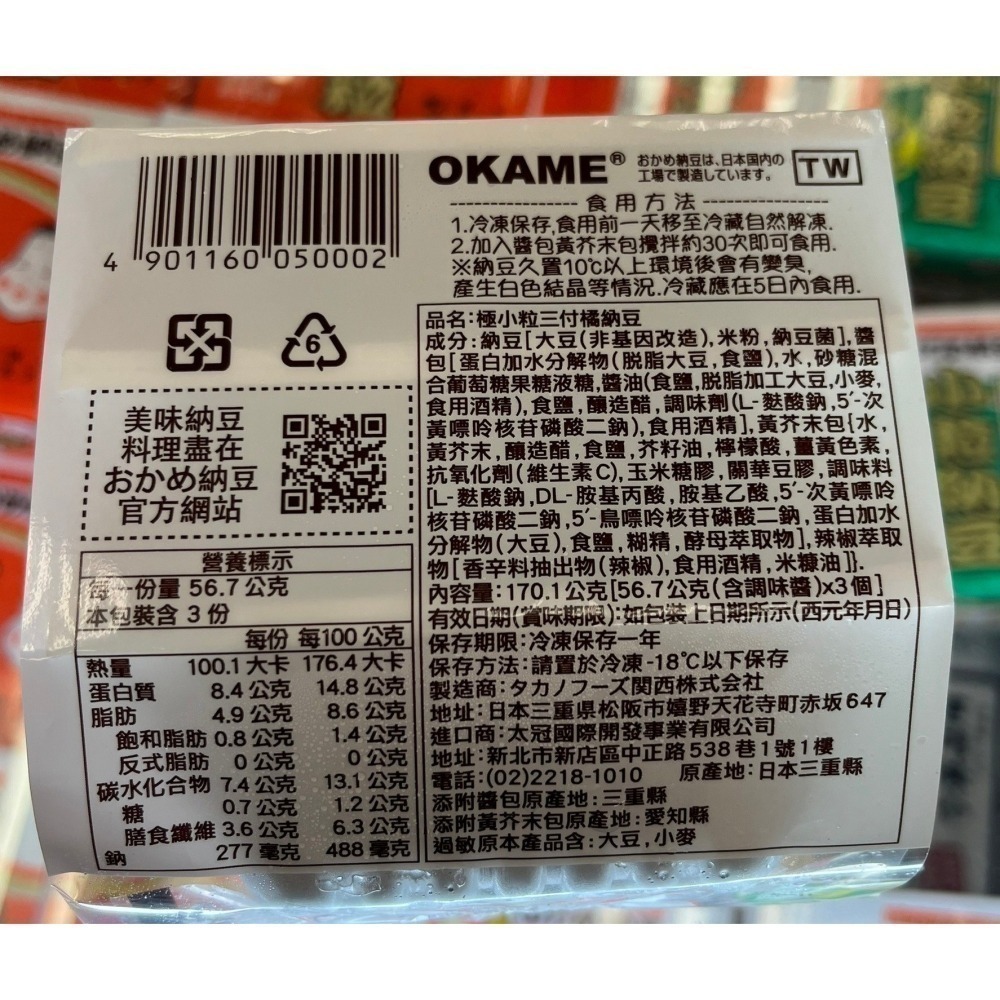 4 901160 050002
OKAME®
おかめ納豆は、日本国内の
工場で製造しています。
TW
食用方法
1.冷凍保存,食用前一天移至冷藏自然解凍.
2.加入醬包黃芥末包攪拌約30次即可食用.
※納豆久置10℃以上環境後會有變臭,
產生白色結晶等情況.冷藏應在5日內食用.
6
美味納豆
料理盡在
おかめ納豆
官方網站
營養標示
每一份量 56.7 公克
本包裝含 3 份
每份 每100 公克
熱量 100.1 大卡 176.4 大卡
蛋白質 8.4 公克 14.8 公克
脂肪 4.9 公克 8.6 公克
飽和脂肪 0.8 公克 1.4 公克
反式脂肪 0 公克 0 公克
碳水化合物 7.4 公克 13.1 公克
糖 0.7 公克 1.2 公克
膳食纖維 3.6 公克 6.3 公克
鈉 277 毫克 488 毫克
品名:極小粒三付橘納豆
成分:納豆[大豆(非基因改造),米粉,納豆菌],醬
包[蛋白加水分解物(脫脂大豆,食鹽),水,砂糖混
合葡萄糖果糖液糖,醬油(食鹽,脫脂加工大豆,小麥,
食用酒精),食鹽,釀造醋,調味劑(L-麩酸鈉,5´-次
黃嘌呤核苷磷酸二鈉),食用酒精],黃芥末包{水,
黃芥末,釀造醋,食鹽,芥籽油,檸檬酸,薑黃色素,
抗氧化劑(維生素C),玉米糖膠,關華豆膠,調味料
[L-麩酸鈉,DL-胺基丙酸,胺基乙酸,5´-次黃嘌呤
核苷磷酸二鈉,5´-鳥嘌呤核苷磷酸二鈉,蛋白加水
分解物(大豆),食鹽,糊精,酵母萃取物],辣椒萃取
物[香辛料抽出物(辣椒),食用酒精,米糠油]}.
內容量:170.1公克[56.7公克(含調味醬)x3個]
有效日期(賞味期限):如包裝上日期所示(西元年月日)
保存期限:冷凍保存一年
保存方法:請置於冷凍-18℃以下保存
製造商:タカノフーズ関西株式会社
地址:日本三重県松阪市嬉野天花寺町赤坂647
進口商:太冠國際開發事業有限公司
地址:新北市新店區中正路538巷1號1樓
電話:(02)2218-1010 原產地:日本三重縣
添附醬包原產地:三重縣
添附黃芥末包原產地:愛知縣
過敏原本產品含:大豆,小麥